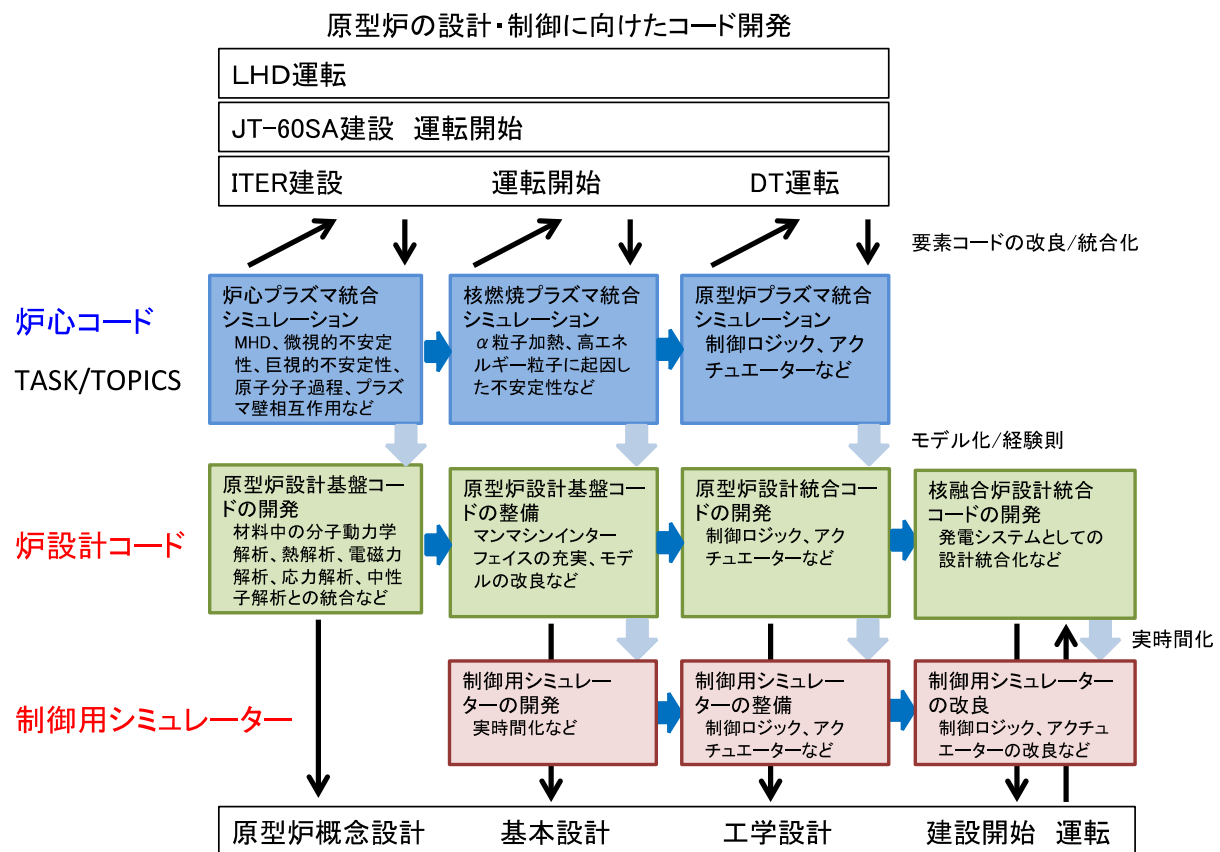 原型炉の設計・制御に向けたコード開発
LHD運転
JT-60SA建設 運転開始
ITER建設 運転開始 DT運転
要素コードの改良/統合化
炉心コード
TASK/TOPICS
炉心プラズマ統合
シミュレーション
MHD、微視的不安定
性、巨視的不安定性、
原子分子過程、プラズ
マ壁相互作用など
核燃焼プラズマ統合
シミュレーション
α粒子加熱、高エネ
ルギー粒子に起因し
た不安定性など
原型炉プラズマ統合
シミュレーション
制御ロジック、アク
チュエーターなど
モデル化/経験則
炉設計コード
原型炉設計基盤コー
ドの開発
材料中の分子動力学
解析、熱解析、電磁力
解析、応力解析、中性
子解析との統合など
原型炉設計基盤コー
ドの整備
マンマシンインター
フェイスの充実、モデ
ルの改良など
原型炉設計統合コー
ドの開発
制御ロジック、アク
チュエーターなど
核融合炉設計統合
コードの開発
発電システムとしての
設計統合化など
実時間化
制御用シミュレーター
制御用シミュレー
ターの開発
実時間化など
制御用シミュレー
ターの整備
制御ロジック、アク
チュエーターなど
制御用シミュレーター
の改良
制御ロジック、アクチュ
エーターの改良など
原型炉概念設計 基本設計 工学設計 建設開始 運転